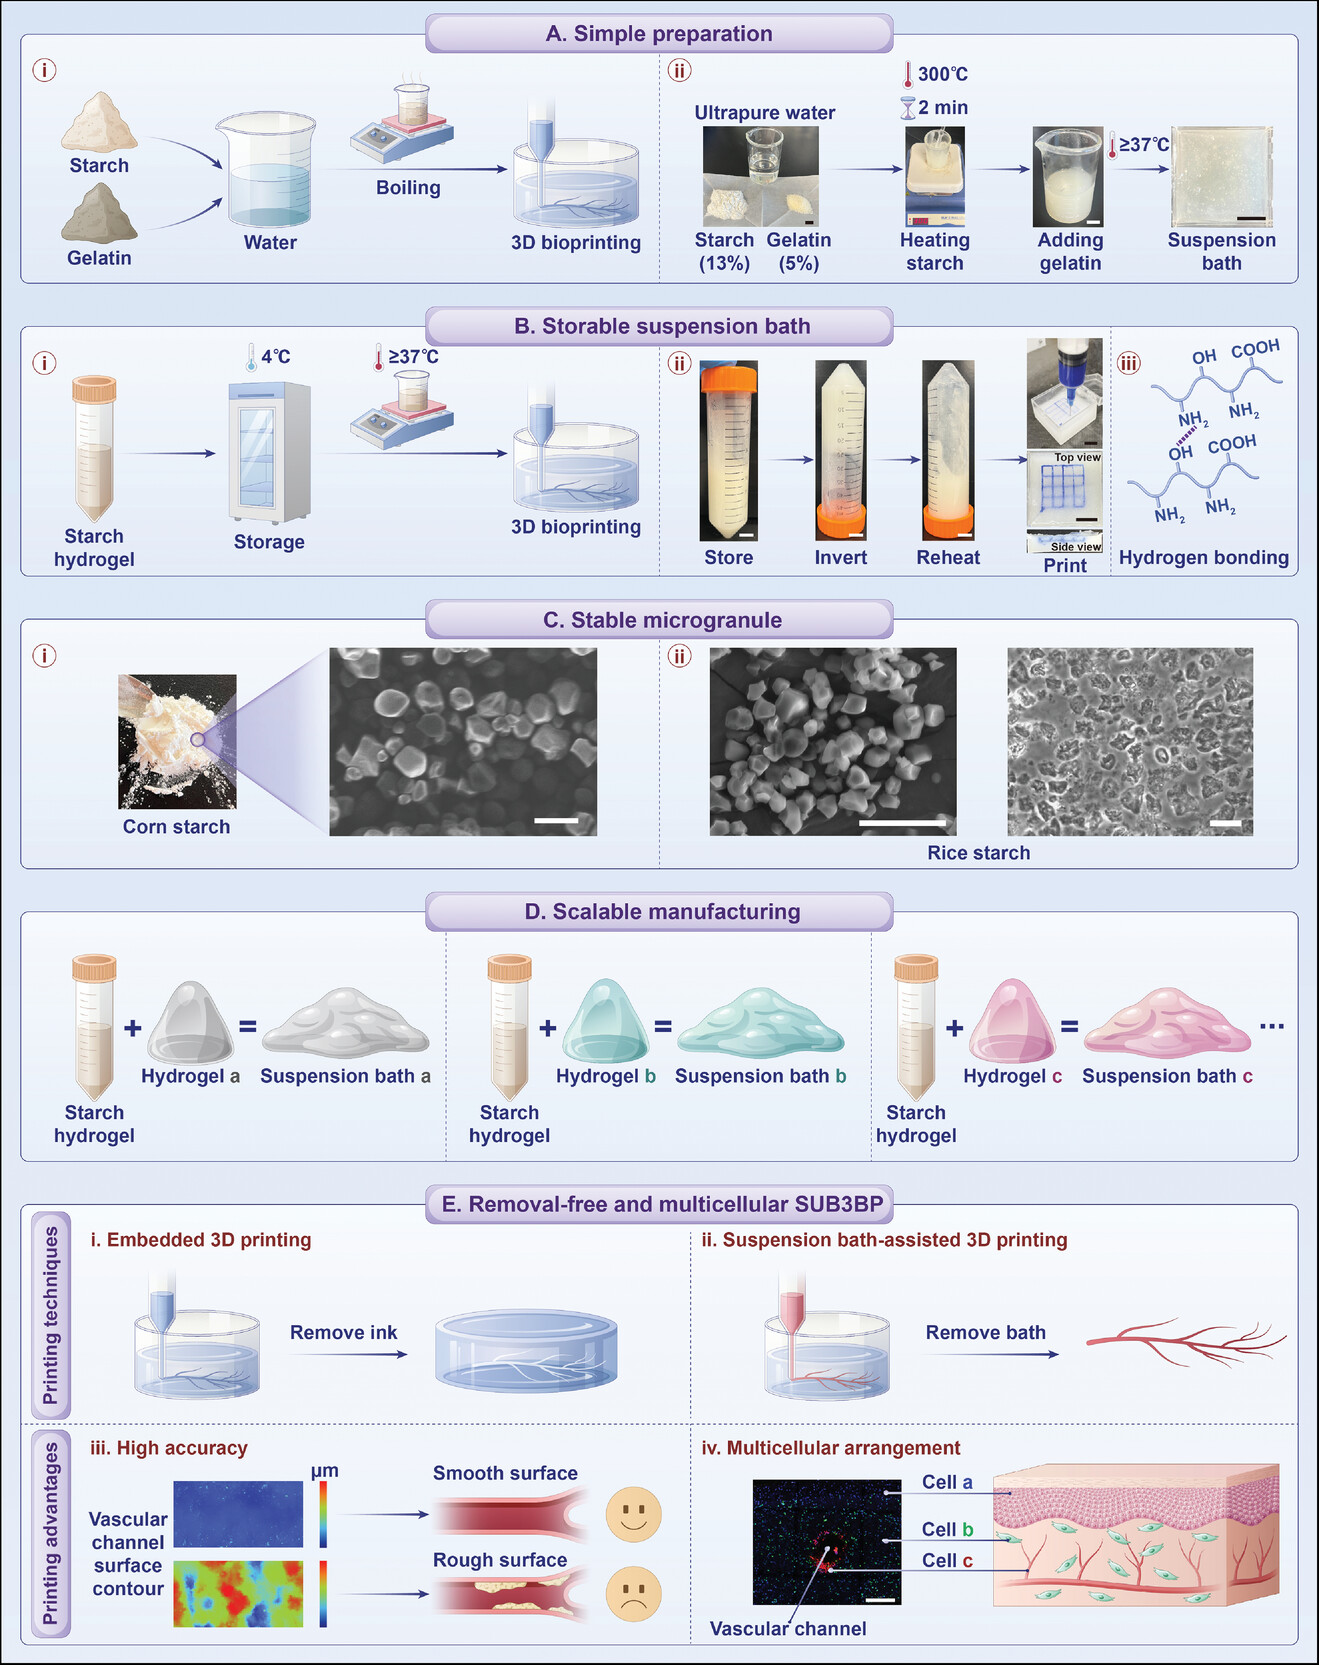 A. Simple preparation
i
Starch
Gelatin
Water
Boiling
3D bioprinting
ii
Ultrapure water
300℃
2 min
≥37℃
Starch
(13%)
Gelatin
(5%)
Heating
starch
Adding
gelatin
Suspension
bath
B. Storable suspension bath
i
4℃
≥37℃
Starch
hydrogel
Storage
3D bioprinting
ii
Store
Invert
Reheat
Top view
Side view
Print
iii
OH
COOH
NH2
NH2
OH
COOH
NH2
NH2
Hydrogen bonding
C. Stable microgranule
i
Corn starch
ii
Rice starch
D. Scalable manufacturing
+
=
Hydrogel a
Suspension bath a
Starch
hydrogel
+
=
Hydrogel b
Suspension bath b
Starch
hydrogel
+
=
...
Hydrogel c
Suspension bath c
Starch
hydrogel
E. Removal-free and multicellular SUB3BP
Printing techniques
i. Embedded 3D printing
Remove ink
ii. Suspension bath-assisted 3D printing
Remove bath
Printing advantages
iii. High accuracy
μm
Vascular
channel
surface
contour
Smooth surface
Rough surface
iv. Multicellular arrangement
Cell a
Cell b
Cell c
Vascular channel